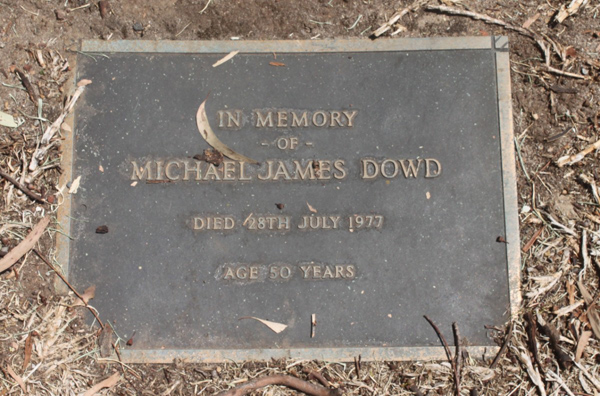 IN MEMORY
- OF -
MICHAEL JAMES DOWD
DIED 28TH JULY 1977
AGE 50 YEARS